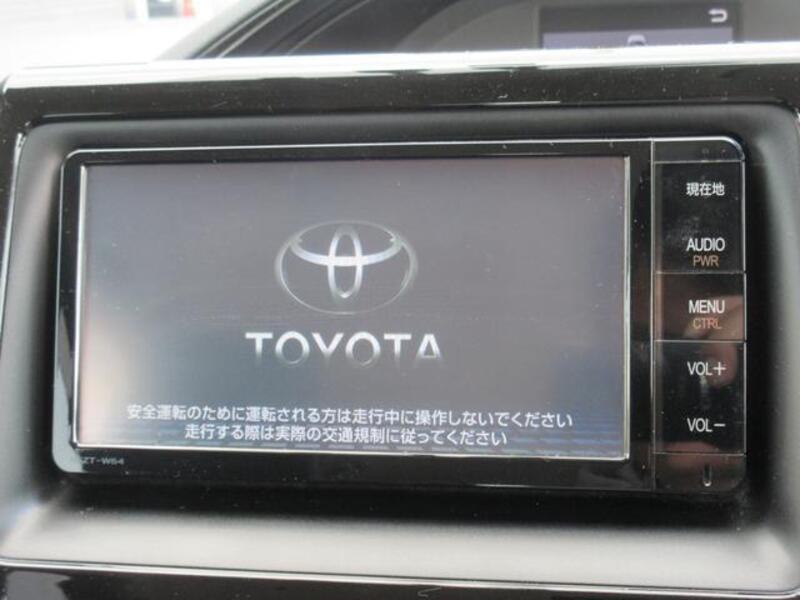 現在地
AUDIO
PWR
MENU
CTRL
VOL+
VOL-
TOYOTA
安全運転のために運転される方は走行中に操作しないでください
走行する際は実際の交通規制に従ってください
ZT-W64